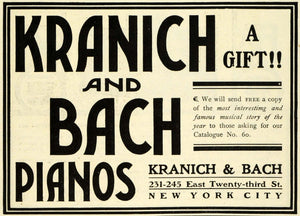 KRANICH
AND
BACH
PIANOS
A
GIFT!!
€, We will send FREE a copy
of the most interesting and
famous musical story of the
year to those asking for our
Catalogue No. 60.
KRANICH & BACH
231-245 East Twenty-third St.
NEW YORK CITY